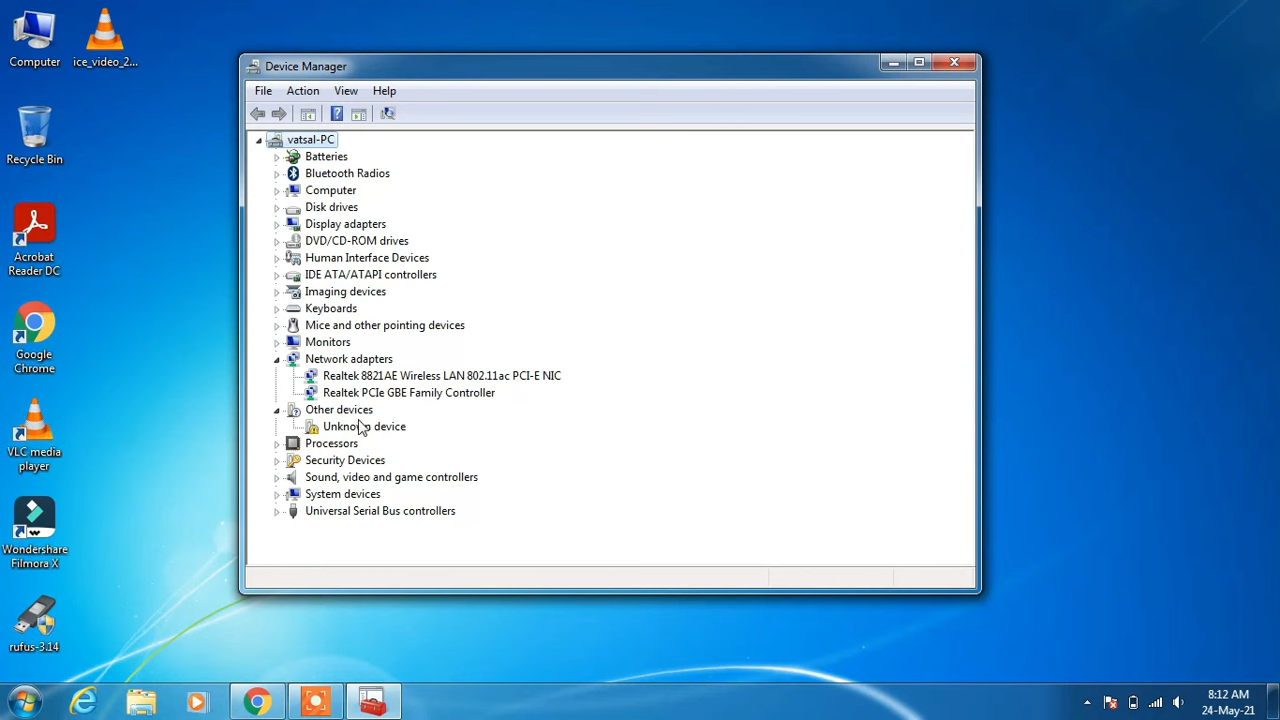 Computer
ice_video_2...
Recycle Bin
Acrobat
Reader DC
Google
Chrome
VLC media
player
Wondershare
Filmora X
rufus-3.14
Device Manager
File Action View Help
vatsal-PC
Batteries
Bluetooth Radios
Computer
Disk drives
Display adapters
DVD/CD-ROM drives
Human Interface Devices
IDE ATA/ATAPI controllers
Imaging devices
Keyboards
Mice and other pointing devices
Monitors
Network adapters
Realtek 8821AE Wireless LAN 802.11ac PCI-E NIC
Realtek PCIe GBE Family Controller
Other devices
Unknown device
Processors
Security Devices
Sound, video and game controllers
System devices
Universal Serial Bus controllers
8:12 AM
24-May-21